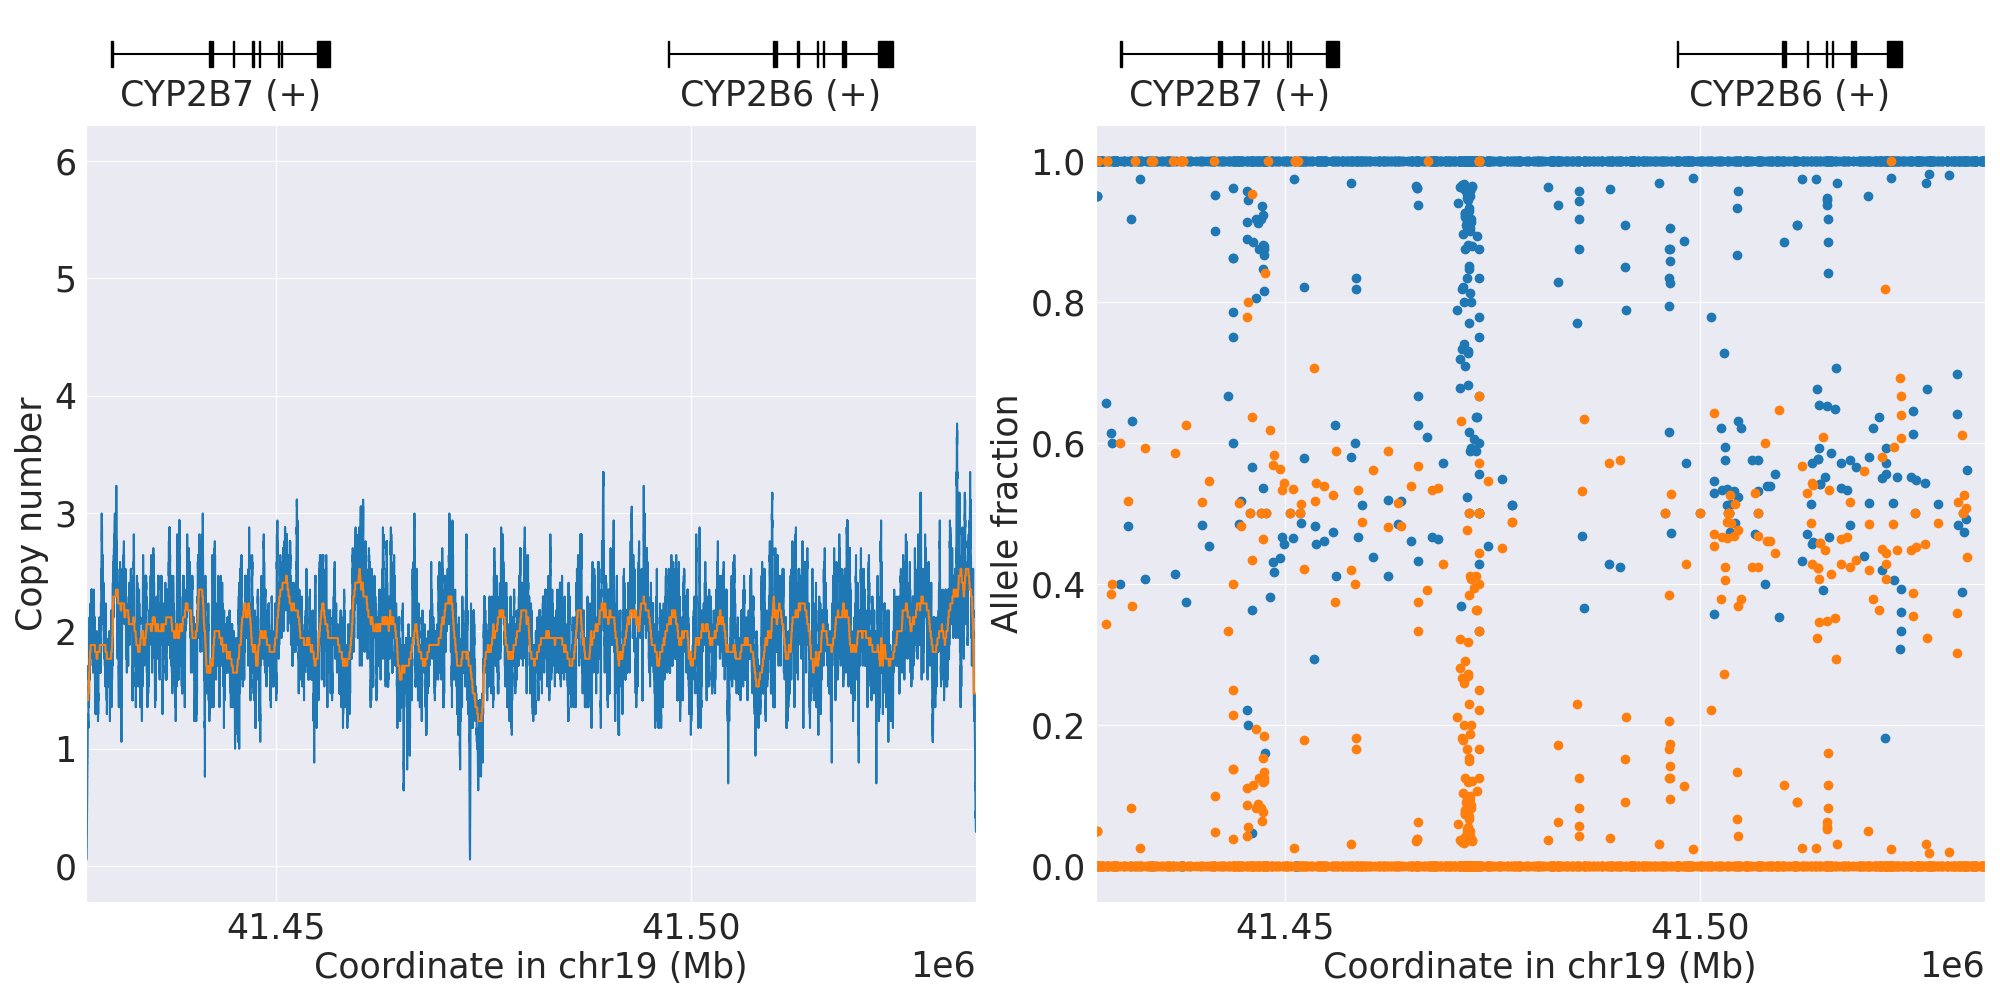 CYP2B7 (+)
CYP2B6 (+)
6
5
4
3
2
1
0
Copy number
41.45
41.50
Coordinate in chr19 (Mb)
1e6
CYP2B7 (+)
CYP2B6 (+)
1.0
0.8
0.6
0.4
0.2
0.0
Allele fraction
41.45
41.50
Coordinate in chr19 (Mb)
1e6